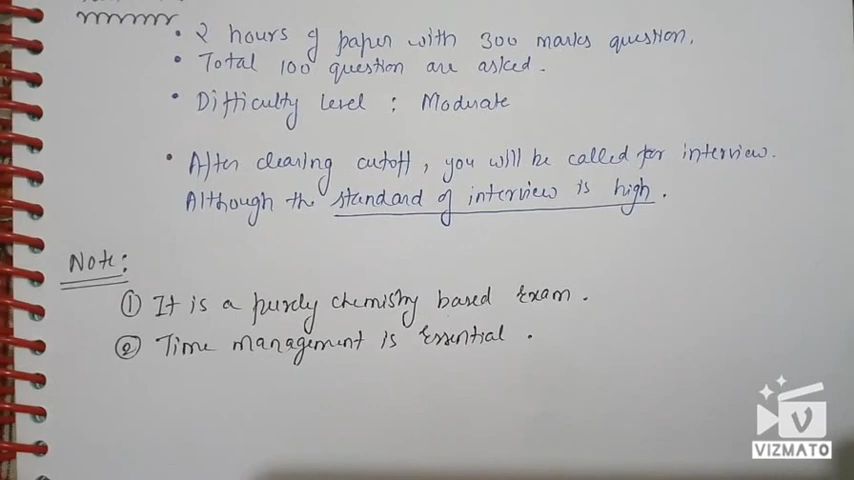 • 2 hours of paper with 300 marks question.
• Total 100 question are asked.
• Difficulty Level : Moderate
• After clearing cutoff, you will be called for interview.
Although the standard of interview is high.
Note:
① It is a purely chemistry based Exam.
② Time management is Essential.
V
VIZMATO